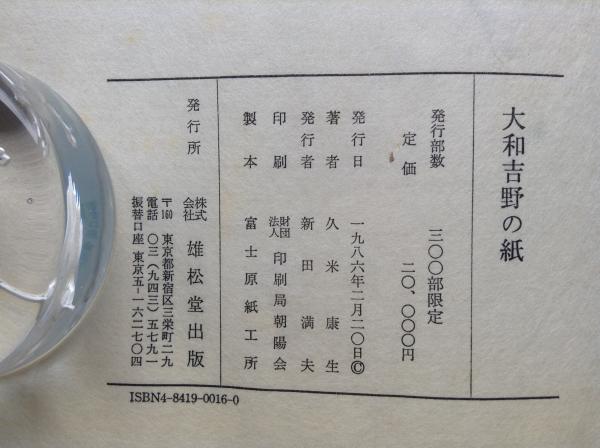 大和吉野の紙
発行部数 三〇〇部限定
定価 二〇、〇〇〇円
発行日 一九八六年二月二〇日©
著者 久米康生
発行者 新田満夫
印刷 財団法人 印刷局朝陽会
製本 富士原紙工所
発行所 株式会社 雄松堂出版
〒160 東京都新宿区三栄町二九
電話 〇三(九四三)五七九一
振替口座 東京五-一六二七〇四
ISBN4-8419-0016-0